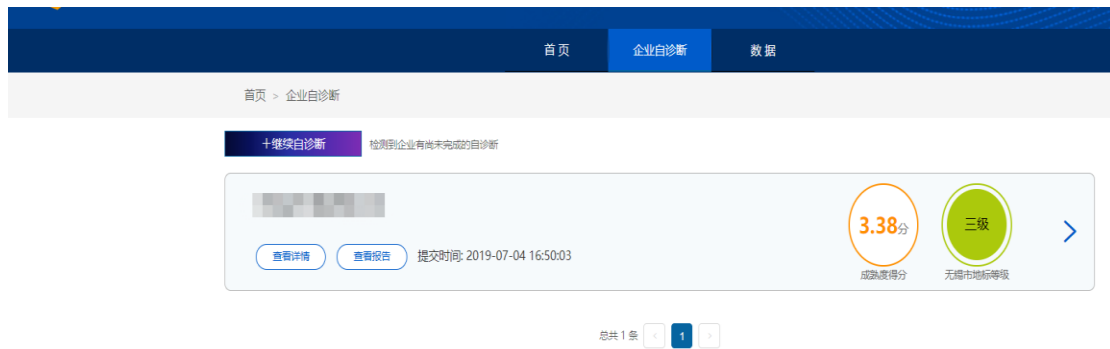 首页 企业自诊断 数据
首页 > 企业自诊断
+继续自诊断 检测到企业有尚未完成的自诊断
3.38分 三级
查看详情 查看报告 提交时间: 2019-07-04 16:50:03
成熟度得分 无锡市地标等级
总共 1 条 < 1 >